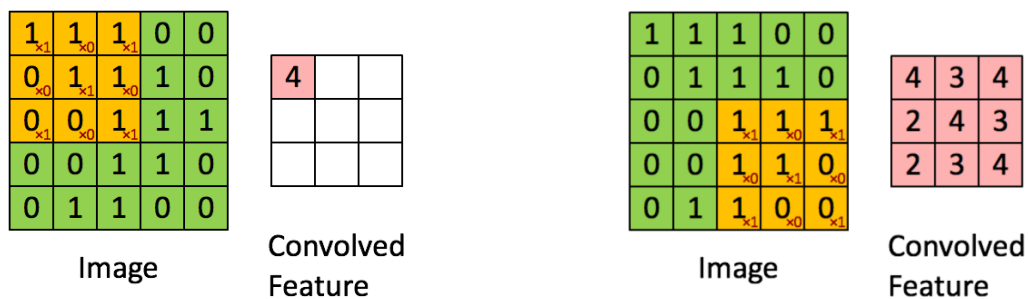 1×1 1×0 1×1 0 0
0×0 1×1 1×0 1 0
0×1 0×0 1×1 1 1
0 0 1 1 0
0 1 1 0 0
Image
4
Convolved
Feature
1 1 1 0 0
0 1 1 1 0
0 0 1×1 1×0 1×1
0 0 1×0 1×1 0×0
0 1 1×1 0×0 0×1
Image
4 3 4
2 4 3
2 3 4
Convolved
Feature